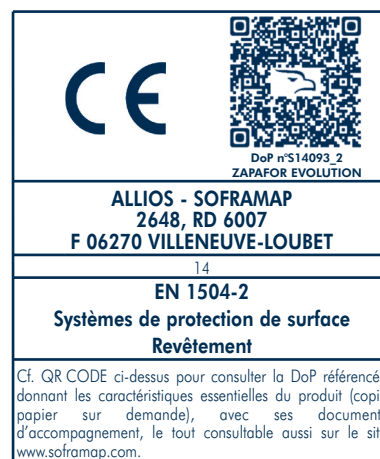 CE
DoP n°S14093_2
ZAPAFOR EVOLUTION
ALLIOS - SOFRAMAP
2648, RD 6007
F 06270 VILLENEUVE-LOUBET
14
EN 1504-2
Systèmes de protection de surface
Revêtement
Cf. QR CODE ci-dessus pour consulter la DoP référencé
donnant les caractéristiques essentielles du produit (copi
papier sur demande), avec ses document
d'accompagnement, le tout consultable aussi sur le sit
www.soframap.com.